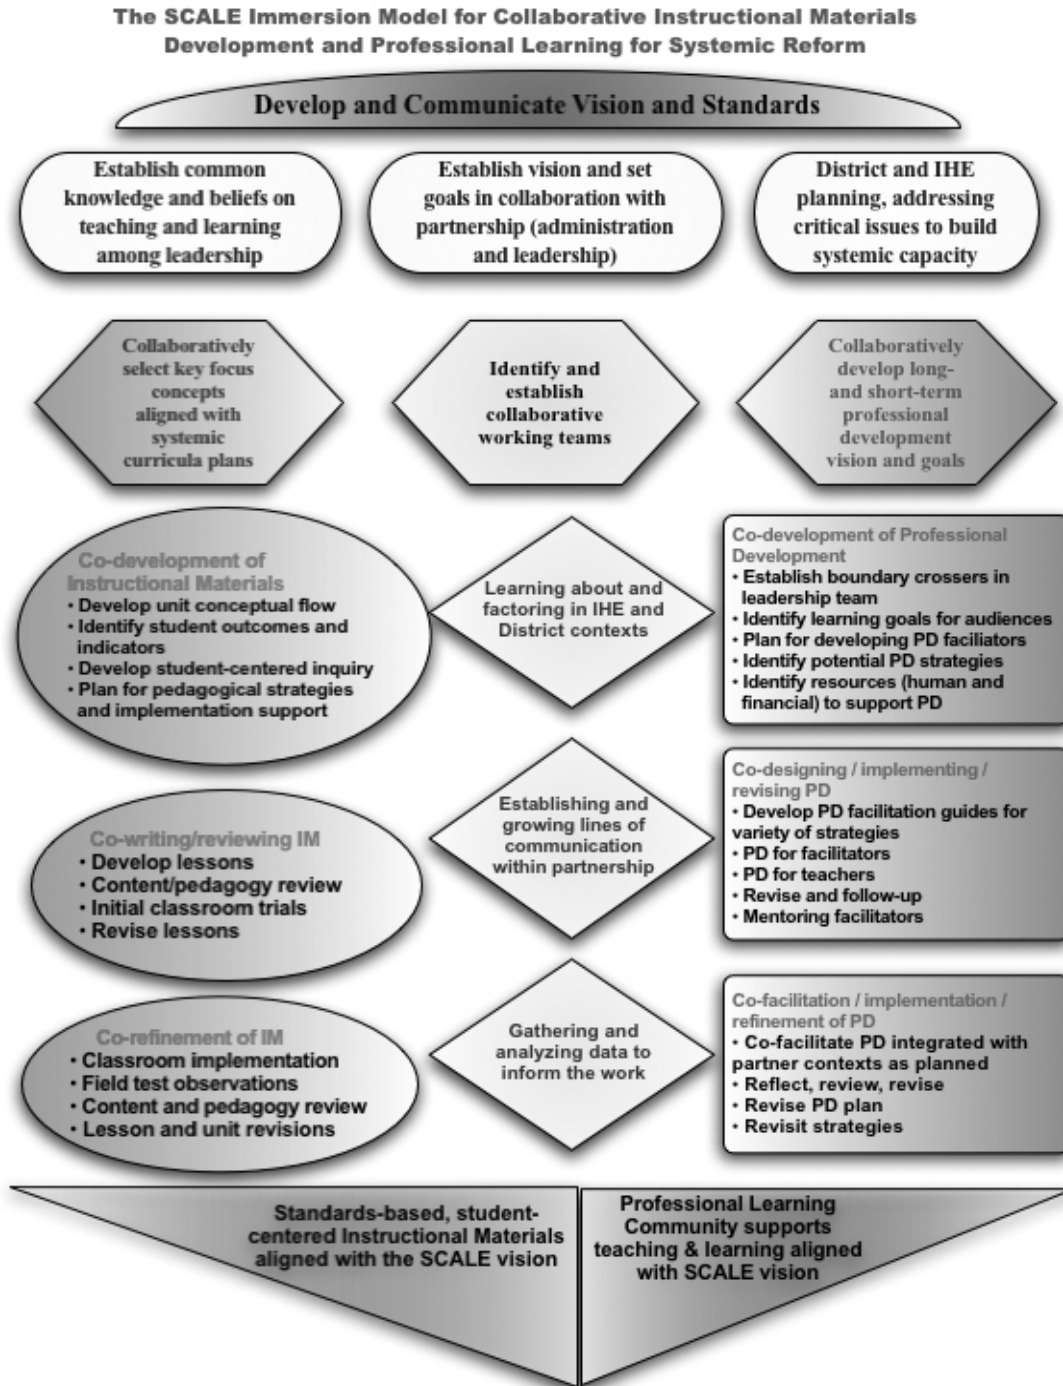 The SCALE Immersion Model for Collaborative Instructional Materials
Development and Professional Learning for Systemic Reform
Develop and Communicate Vision and Standards
Establish common
knowledge and beliefs on
teaching and learning
among leadership
Establish vision and set
goals in collaboration with
partnership (administration
and leadership)
District and IHE
planning, addressing
critical issues to build
systemic capacity
Collaboratively
select key focus
concepts
aligned with
systemic
curricula plans
Identify and
establish
collaborative
working teams
Collaboratively
develop long-
and short-term
professional
development
vision and goals
Co-development of
Instructional Materials
• Develop unit conceptual flow
• Identify student outcomes and
indicators
• Develop student-centered inquiry
• Plan for pedagogical strategies
and implementation support
Learning about and
factoring in IHE and
District contexts
Co-development of Professional
Development
• Establish boundary crossers in
leadership team
• Identify learning goals for audiences
• Plan for developing PD faciliators
• Identify potential PD strategies
• Identify resources (human and
financial) to support PD
Co-writing/reviewing IM
• Develop lessons
• Content/pedagogy review
• Initial classroom trials
• Revise lessons
Establishing and
growing lines of
communication
within partnership
Co-designing / implementing /
revising PD
• Develop PD facilitation guides for
variety of strategies
• PD for facilitators
• PD for teachers
• Revise and follow-up
• Mentoring facilitators
Co-refinement of IM
• Classroom implementation
• Field test observations
• Content and pedagogy review
• Lesson and unit revisions
Gathering and
analyzing data to
inform the work
Co-facilitation / implementation /
refinement of PD
• Co-facilitate PD integrated with
partner contexts as planned
• Reflect, review, revise
• Revise PD plan
• Revisit strategies
Standards-based, student-
centered Instructional Materials
aligned with the SCALE vision
Professional Learning
Community supports
teaching & learning aligned
with SCALE vision